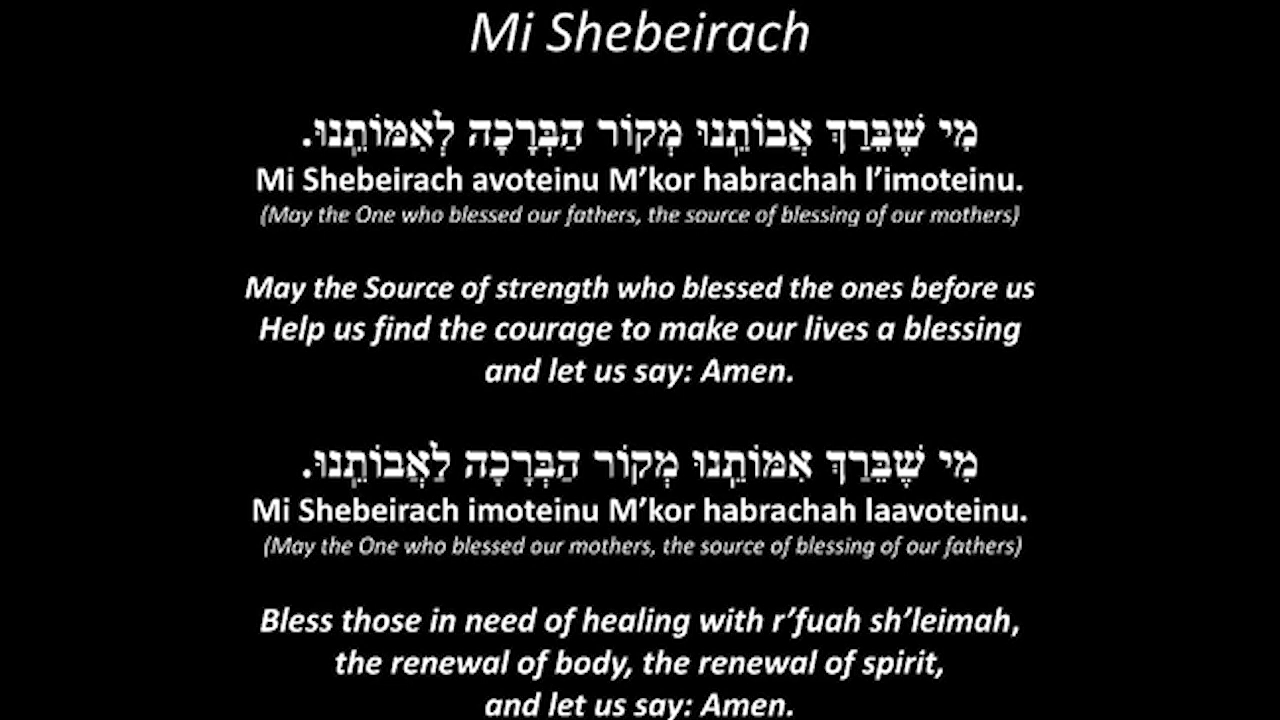 Mi Shebeirach
מִי שֶׁבֵּרַךְ אֲבוֹתֵֽנוּ מְקוֹר הַבְּרָכָה לְאִמּוֹתֵֽנוּ.
Mi Shebeirach avoteinu M’kor habrachah l’imoteinu.
(May the One who blessed our fathers, the source of blessing of our mothers)
May the Source of strength who blessed the ones before us
Help us find the courage to make our lives a blessing
and let us say: Amen.
מִי שֶׁבֵּרַךְ אִמּוֹתֵֽנוּ מְקוֹר הַבְּרָכָה לַאֲבוֹתֵֽנוּ.
Mi Shebeirach imoteinu M’kor habrachah laavoteinu.
(May the One who blessed our mothers, the source of blessing of our fathers)
Bless those in need of healing with r’fuah sh’leimah,
the renewal of body, the renewal of spirit,
and let us say: Amen.